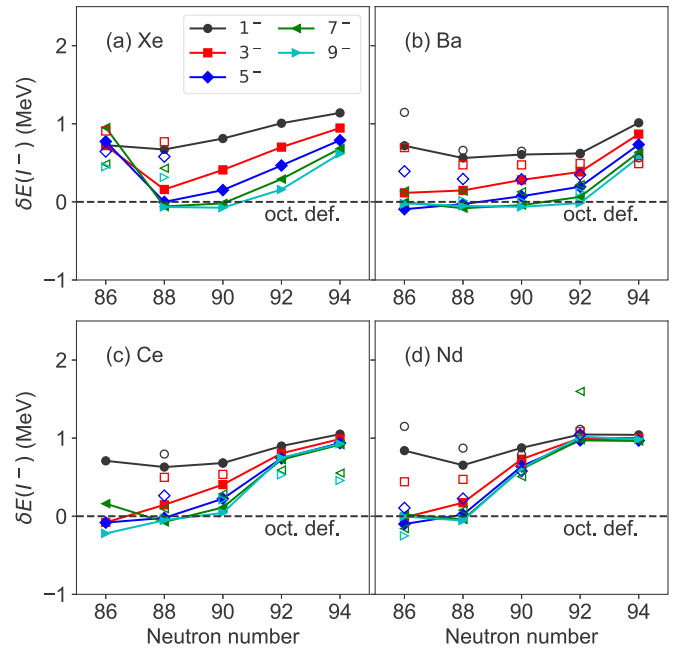 (a) Xe
1⁻
3⁻
5⁻
7⁻
9⁻
(b) Ba
δE(I⁻) (MeV)
2
1
0
−1
oct. def.
oct. def.
86 88 90 92 94
86 88 90 92 94
(c) Ce
(d) Nd
δE(I⁻) (MeV)
2
1
0
−1
oct. def.
oct. def.
86 88 90 92 94
86 88 90 92 94
Neutron number
Neutron number